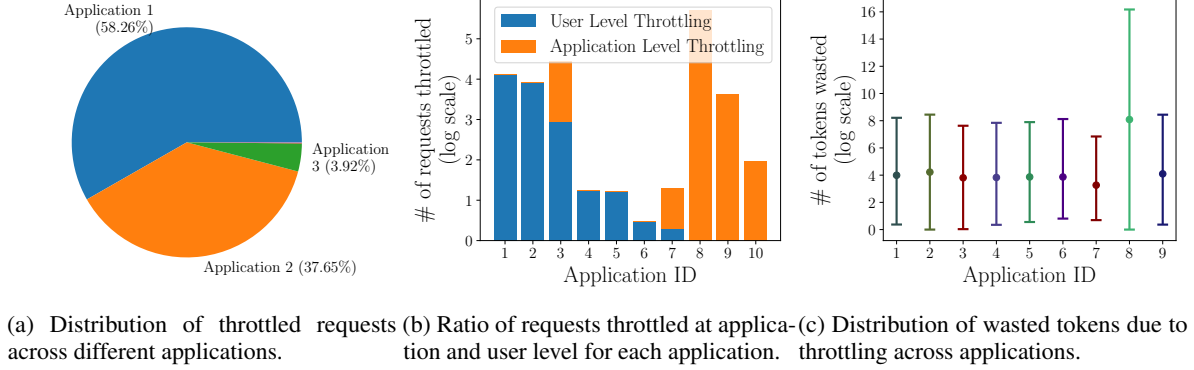 Application 1
(58.26%)
Application
3 (3.92%)
Application 2 (37.65%)
(a) Distribution of throttled requests
across different applications.
# of requests throttled
(log scale)
5
4
3
2
1
0
User Level Throttling
Application Level Throttling
1 2 3 4 5 6 7 8 9 10
Application ID
(b) Ratio of requests throttled at applica-
tion and user level for each application.
# of tokens wasted
(log scale)
16
14
12
10
8
6
4
2
0
1 2 3 4 5 6 7 8 9
Application ID
(c) Distribution of wasted tokens due to
throttling across applications.